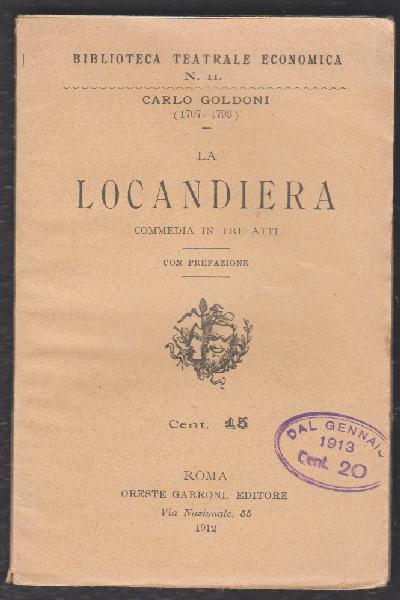 BIBLIOTECA TEATRALE ECONOMICA
N. 11.
CARLO GOLDONI
(1707-1793)
LA
LOCANDIERA
COMMEDIA IN TRE ATTI
CON PREFAZIONE
Cent. 15
DAL GENNAIO
1913
Cent. 20
ROMA
ORESTE GARRONI, EDITORE
Via Nazionale, 55
1912